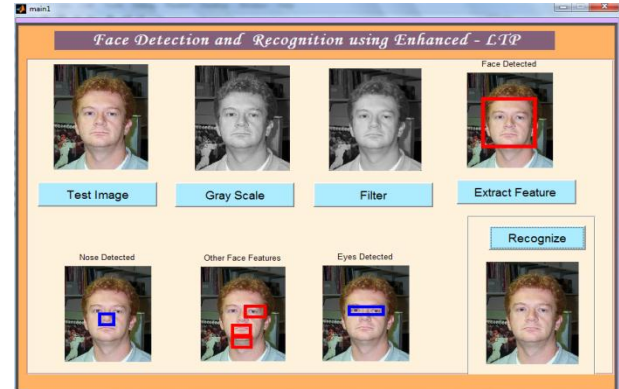 main1
Face Detection and Recognition using Enhanced - LTP
Face Detected
Test Image
Gray Scale
Filter
Extract Feature
Recognize
Nose Detected
Other Face Features
Eyes Detected